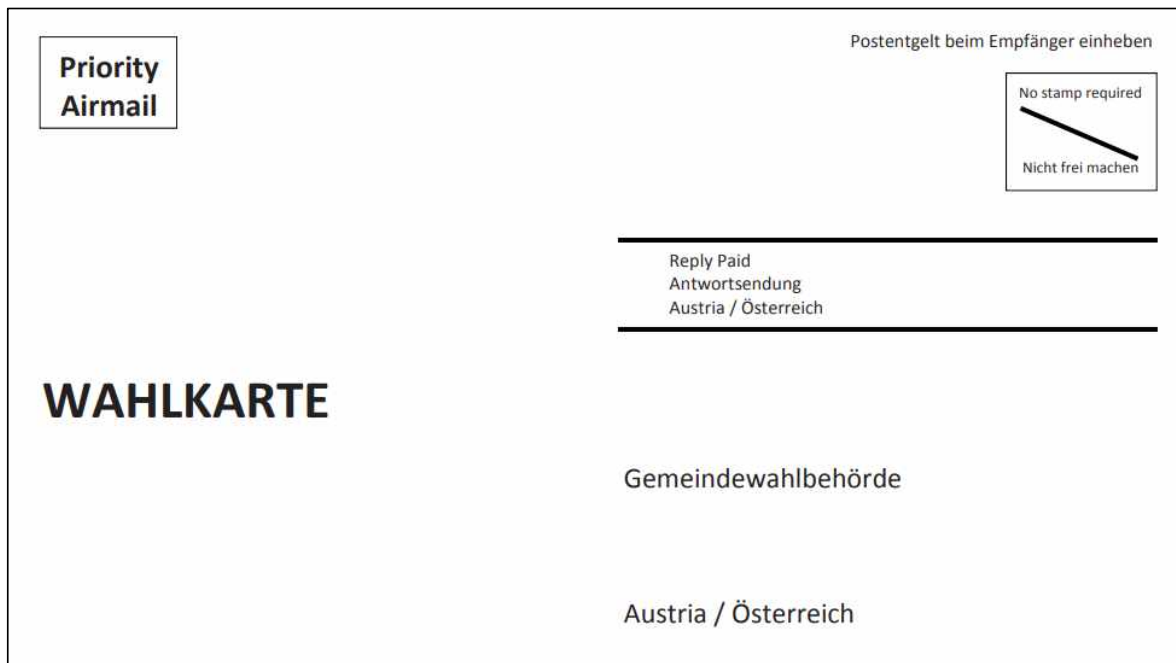 Priority
Airmail
Postentgelt beim Empfänger einheben
No stamp required
Nicht frei machen
Reply Paid
Antwortsendung
Austria / Österreich
WAHLKARTE
Gemeindewahlbehörde
Austria / Österreich